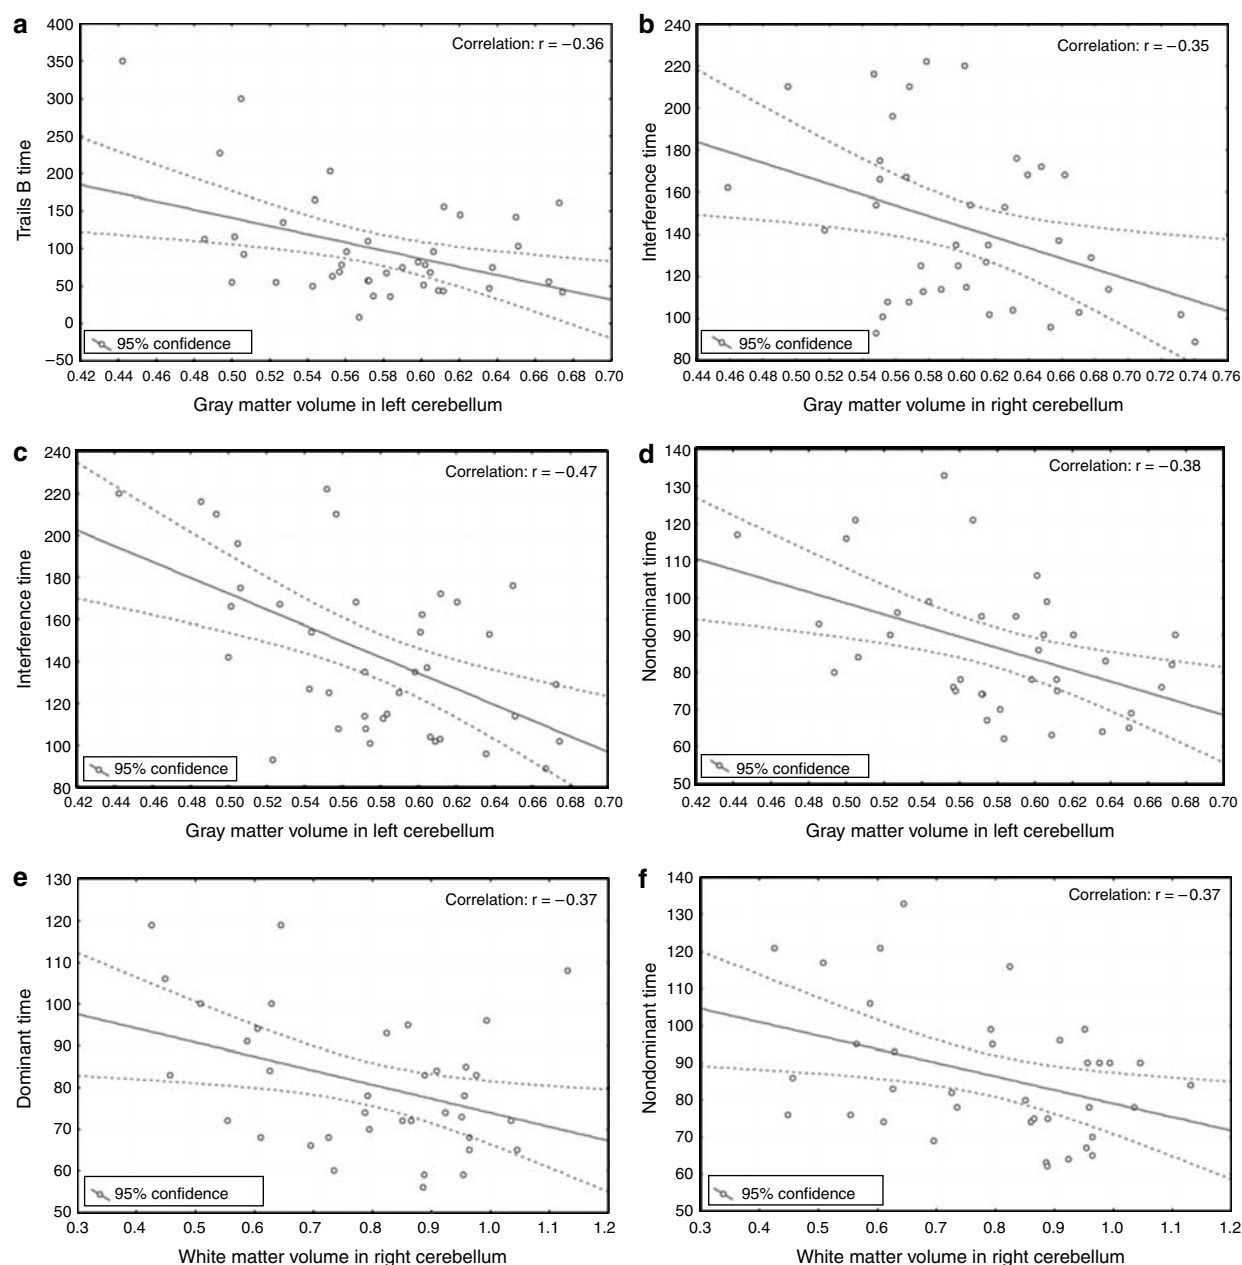 a
Correlation: r = −0.36
Trails B time
400
350
300
250
200
150
100
50
0
−50
95% confidence
0.42 0.44 0.46 0.48 0.50 0.52 0.54 0.56 0.58 0.60 0.62 0.64 0.66 0.68 0.70
Gray matter volume in left cerebellum
b
Correlation: r = −0.35
Interference time
240
220
200
180
160
140
120
100
80
95% confidence
0.44 0.46 0.48 0.50 0.52 0.54 0.56 0.58 0.60 0.62 0.64 0.66 0.68 0.70 0.72 0.74 0.76
Gray matter volume in right cerebellum
c
Correlation: r = −0.47
Interference time
240
220
200
180
160
140
120
100
80
95% confidence
0.42 0.44 0.46 0.48 0.50 0.52 0.54 0.56 0.58 0.60 0.62 0.64 0.66 0.68 0.70
Gray matter volume in left cerebellum
d
Correlation: r = −0.38
Nondominant time
140
130
120
110
100
90
80
70
60
50
95% confidence
0.42 0.44 0.46 0.48 0.50 0.52 0.54 0.56 0.58 0.60 0.62 0.64 0.66 0.68 0.70
Gray matter volume in left cerebellum
e
Correlation: r = −0.37
Dominant time
130
120
110
100
90
80
70
60
50
95% confidence
0.3 0.4 0.5 0.6 0.7 0.8 0.9 1.0 1.1 1.2
White matter volume in right cerebellum
f
Correlation: r = −0.37
Nondominant time
140
130
120
110
100
90
80
70
60
50
95% confidence
0.3 0.4 0.5 0.6 0.7 0.8 0.9 1.0 1.1 1.2
White matter volume in right cerebellum